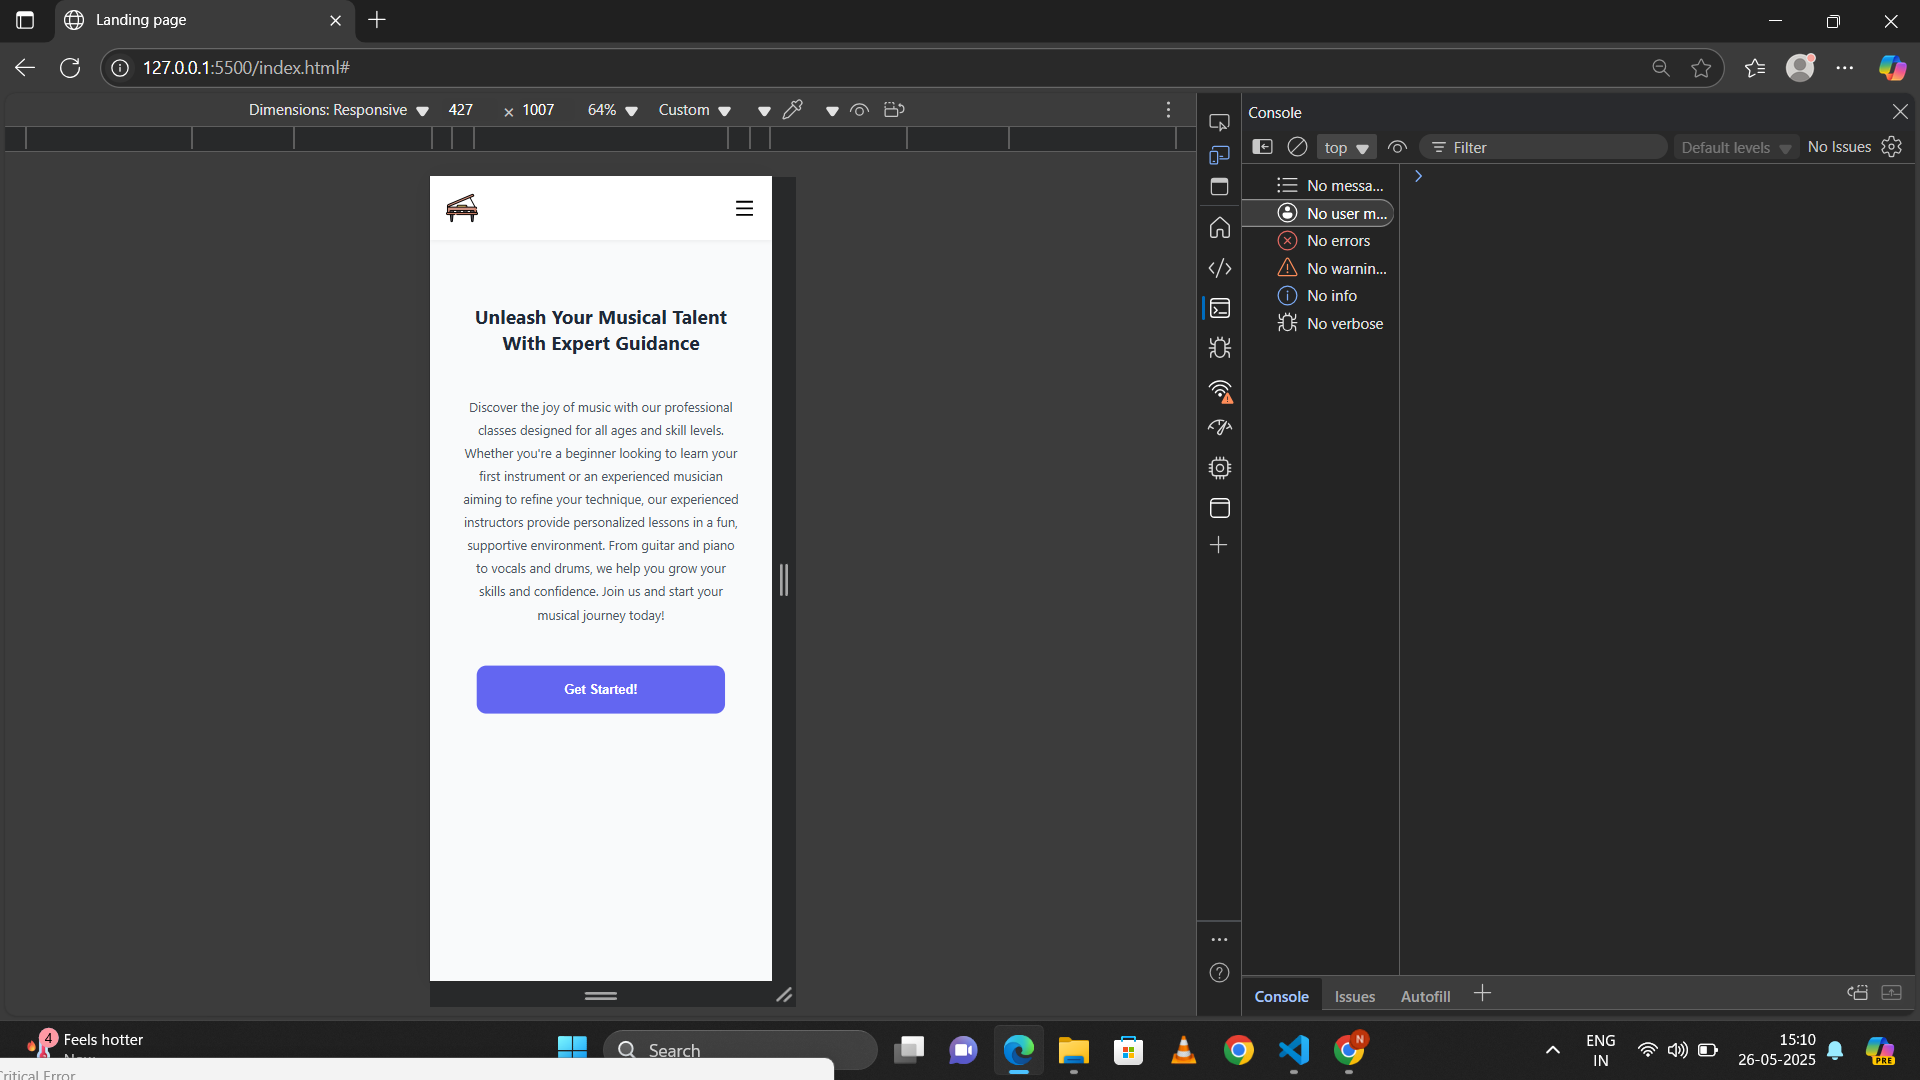 Landing page
127.0.0.1:5500/index.html#
Dimensions: Responsive 427 × 1007 64% Custom
Console
top Filter Default levels No Issues
No messa...
No user m...
No errors
No warnin...
No info
No verbose
Unleash Your Musical Talent
With Expert Guidance
Discover the joy of music with our professional
classes designed for all ages and skill levels.
Whether you're a beginner looking to learn your
first instrument or an experienced musician
aiming to refine your technique, our experienced
instructors provide personalized lessons in a fun,
supportive environment. From guitar and piano
to vocals and drums, we help you grow your
skills and confidence. Join us and start your
musical journey today!
Get Started!
Console Issues Autofill
4 Feels hotter
Search
N
ENG
IN
15:10
26-05-2025
PRE
Critical Error